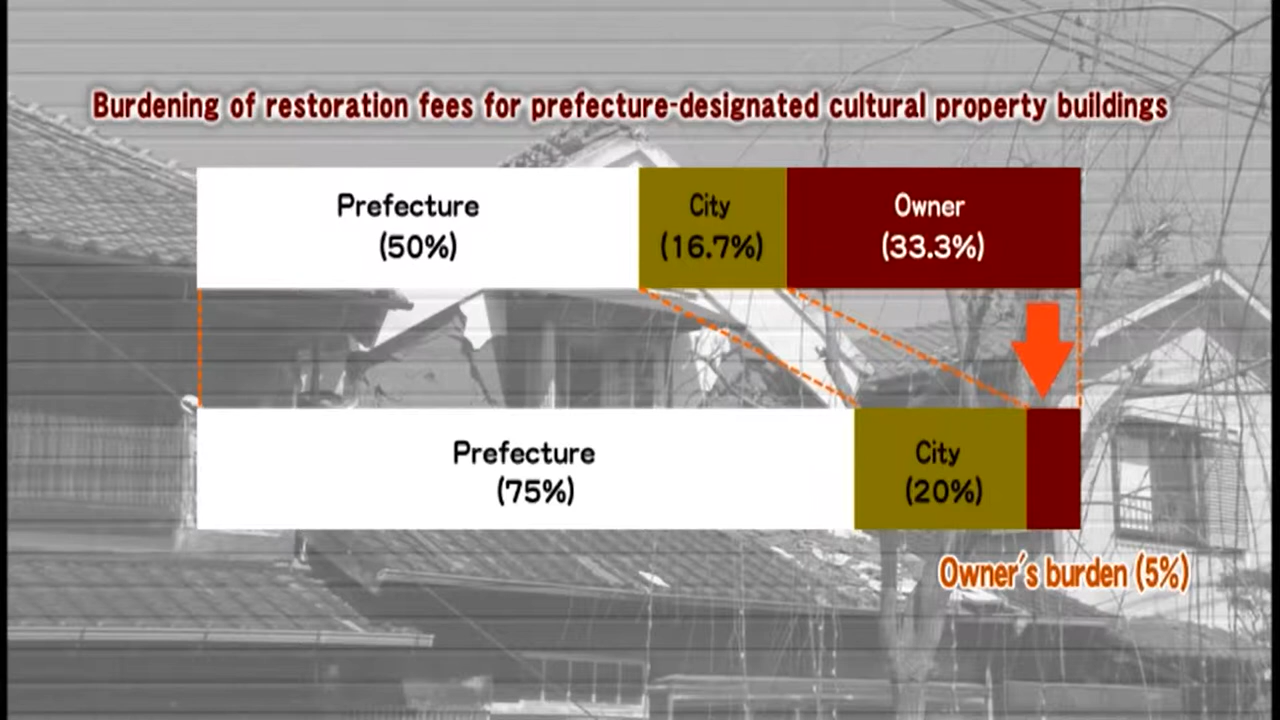 Burdening of restoration fees for prefecture-designated cultural property buildings
Prefecture
(50%)
City
(16.7%)
Owner
(33.3%)
Prefecture
(75%)
City
(20%)
Owner's burden (5%)